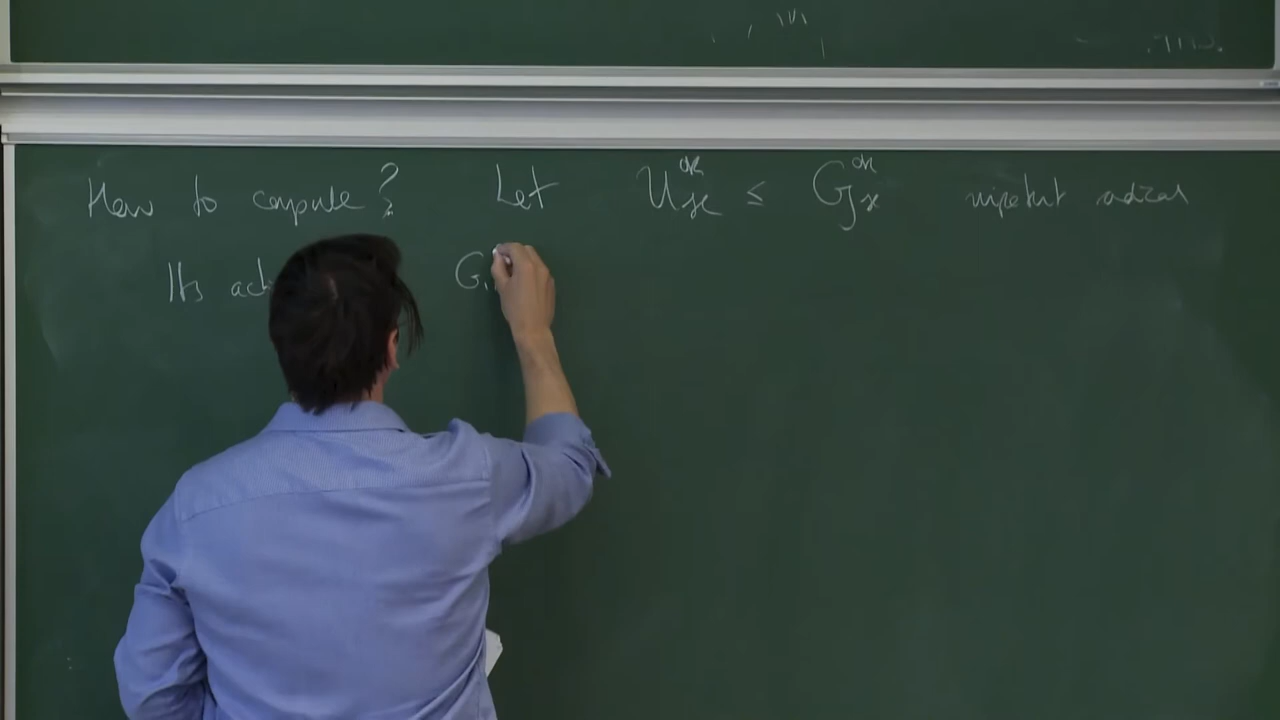 How to compute? Let U_x^{dR} ≤ G_x^{dR} unipotent radical
Its act G